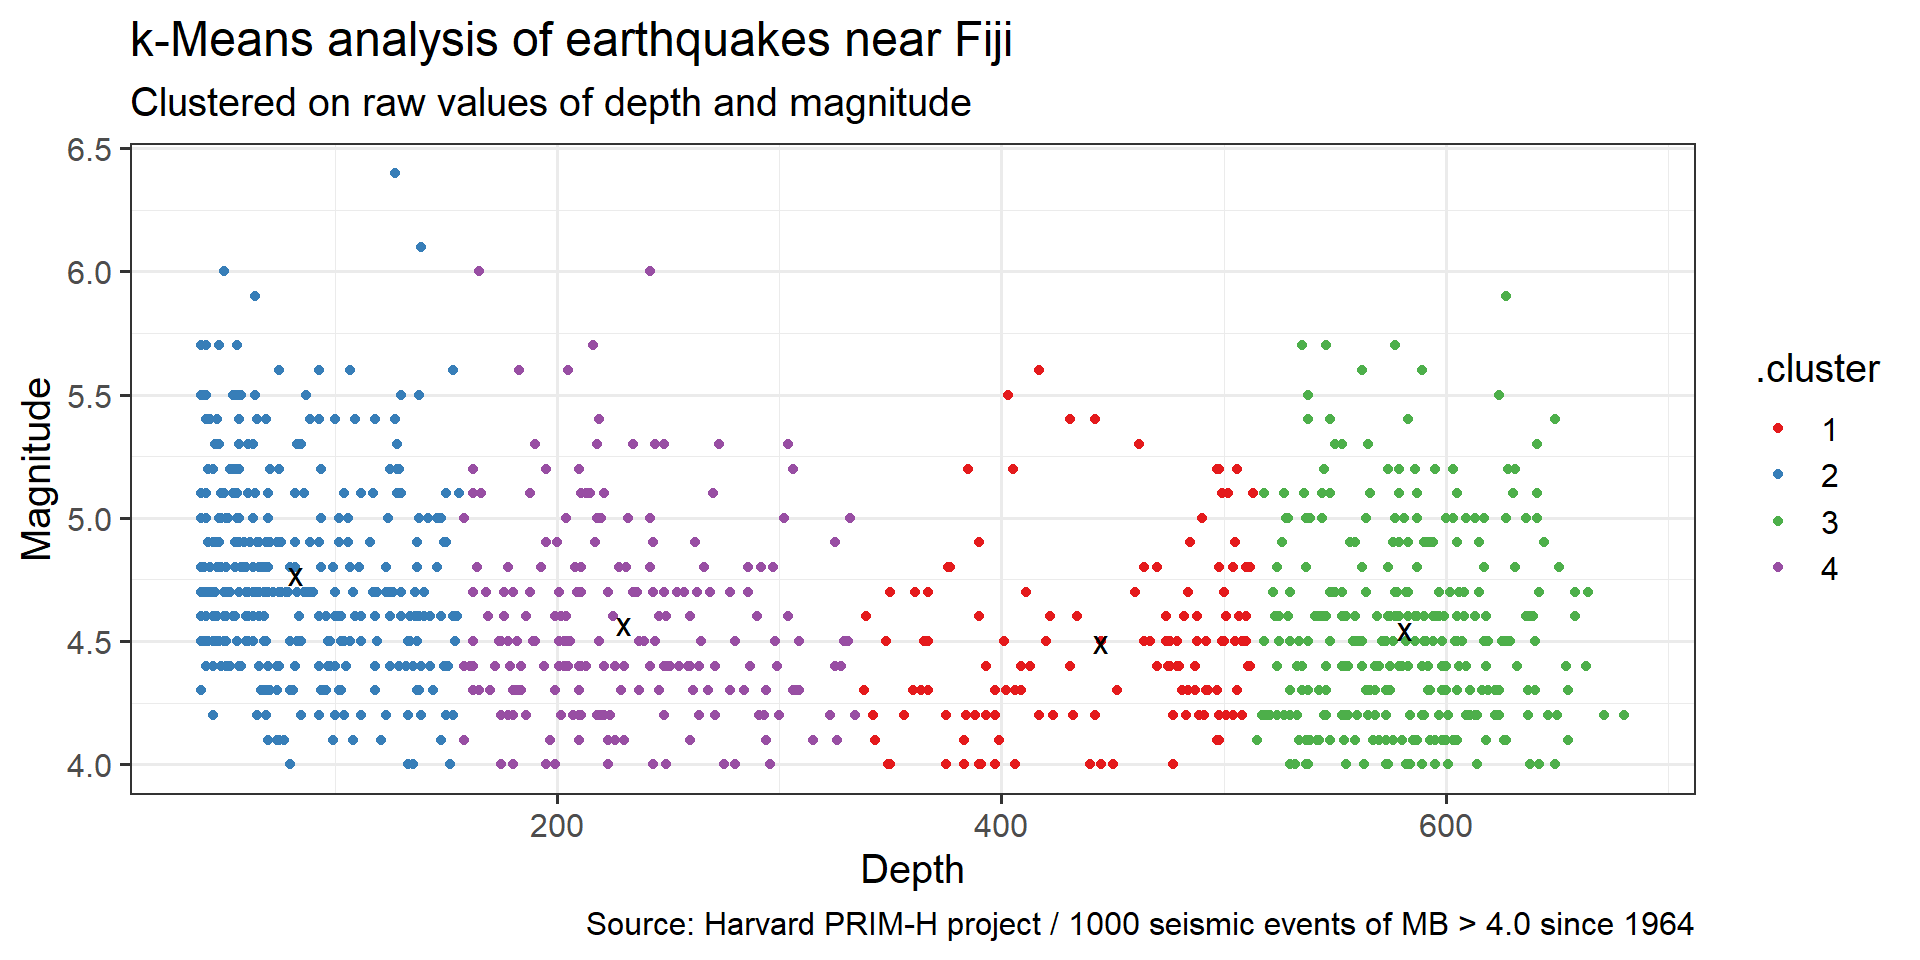 k-Means analysis of earthquakes near Fiji
Clustered on raw values of depth and magnitude
6.5
6.0
5.5
5.0
4.5
4.0
Magnitude
x
x
x
x
200
400
600
Depth
.cluster
1
2
3
4
Source: Harvard PRIM-H project / 1000 seismic events of MB > 4.0 since 1964